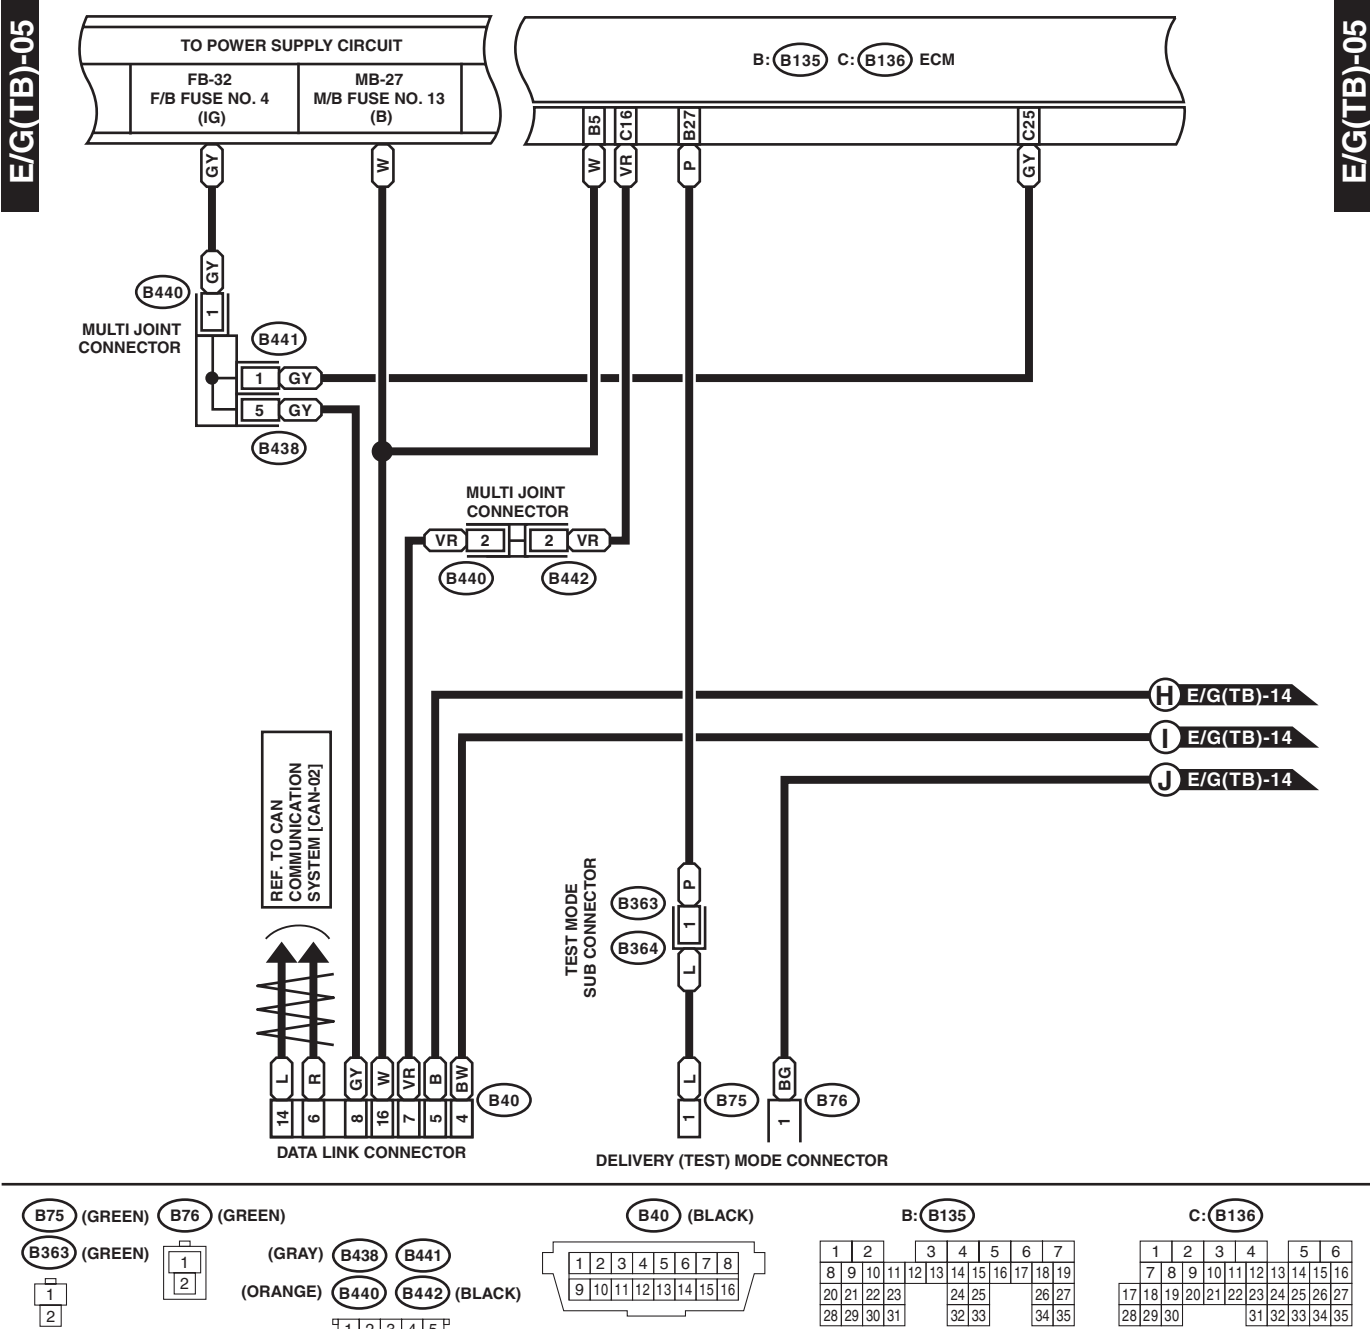 E/G(TB)-05
E/G(TB)-05
TO POWER SUPPLY CIRCUIT
FB-32
F/B FUSE NO. 4
(IG)
MB-27
M/B FUSE NO. 13
(B)
B: B135 C: B136 ECM
B5
C16
B27
C25
GY
W
W
VR
P
GY
GY
B440
1
MULTI JOINT
CONNECTOR
B441
1 GY
5 GY
B438
MULTI JOINT
CONNECTOR
VR 2 2 VR
B440 B442
H E/G(TB)-14
I E/G(TB)-14
J E/G(TB)-14
REF. TO CAN
COMMUNICATION
SYSTEM [CAN-02]
TEST MODE
SUB CONNECTOR
P
B363
1
B364
L
L R GY W VR B BW
14 6 8 16 7 5 4
B40
DATA LINK CONNECTOR
L
1
B75
BG
1
B76
DELIVERY (TEST) MODE CONNECTOR
B75 (GREEN) B76 (GREEN)
B363 (GREEN)
1
2
1
2
(GRAY) B438 B441
(ORANGE) B440 B442 (BLACK)
1 2 3 4 5
B40 (BLACK)
1 2 3 4 5 6 7 8
9 10 11 12 13 14 15 16
B: B135
1 2 3 4 5 6 7
8 9 10 11 12 13 14 15 16 17 18 19
20 21 22 23 24 25 26 27
28 29 30 31 32 33 34 35
C: B136
1 2 3 4 5 6
7 8 9 10 11 12 13 14 15 16
17 18 19 20 21 22 23 24 25 26 27
28 29 30 31 32 33 34 35